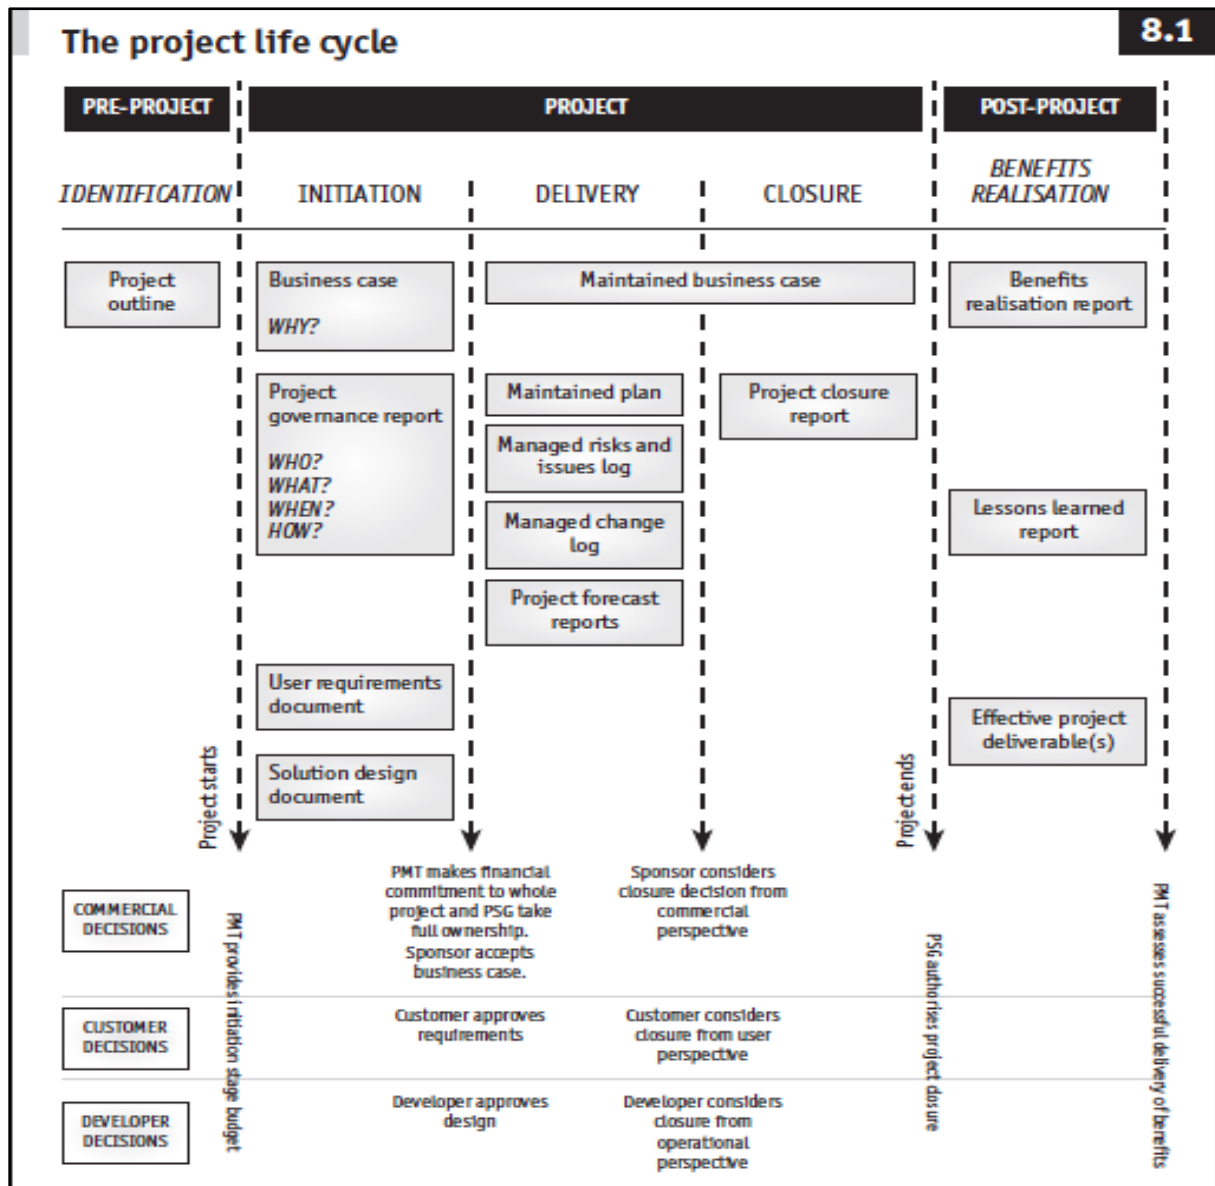 The project life cycle
8.1
PRE-PROJECT
PROJECT
POST-PROJECT
IDENTIFICATION
INITIATION
DELIVERY
CLOSURE
BENEFITS
REALISATION
Project
outline
Business case
WHY?
Maintained business case
Benefits
realisation report
Project
governance report
WHO?
WHAT?
WHEN?
HOW?
Maintained plan
Managed risks and
issues log
Managed change
log
Project forecast
reports
Project closure
report
Lessons learned
report
User requirements
document
Solution design
document
Effective project
deliverable(s)
Project starts
Project ends
COMMERCIAL
DECISIONS
PMT provides initiation stage budget
PMT makes financial
commitment to whole
project and PSG take
full ownership.
Sponsor accepts
business case.
Sponsor considers
closure decision from
commercial
perspective
PSG authorises project closure
PMT assesses successful delivery of benefits
CUSTOMER
DECISIONS
Customer approves
requirements
Customer considers
closure from user
perspective
DEVELOPER
DECISIONS
Developer approves
design
Developer considers
closure from
operational
perspective